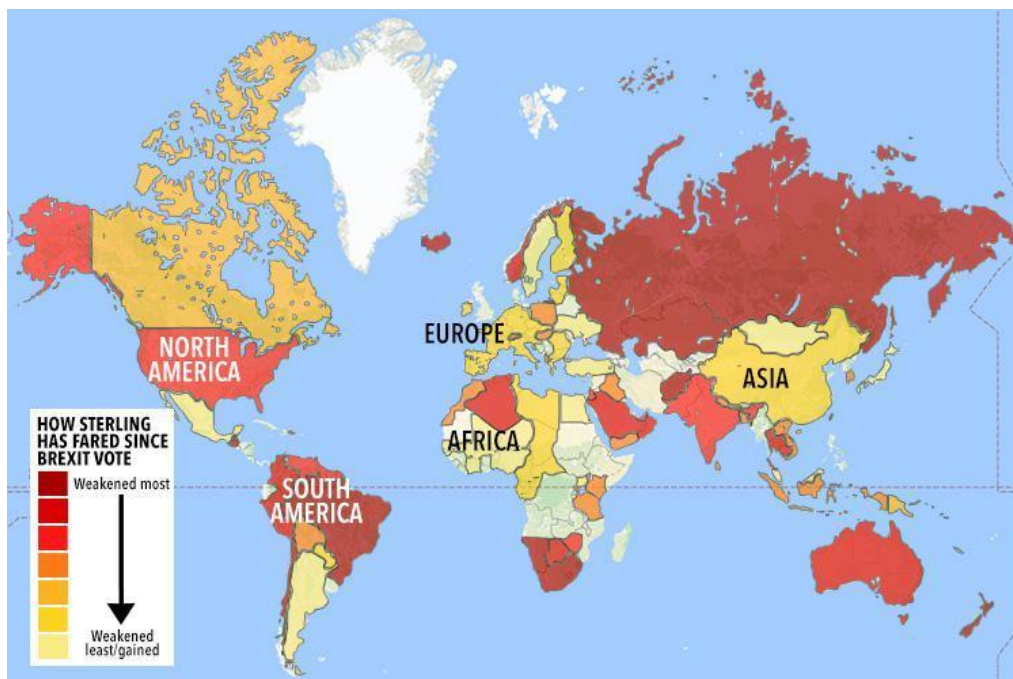 EUROPE
NORTH
AMERICA
ASIA
AFRICA
SOUTH
AMERICA
HOW STERLING
HAS FARED SINCE
BREXIT VOTE
Weakened most
Weakened
least/gained